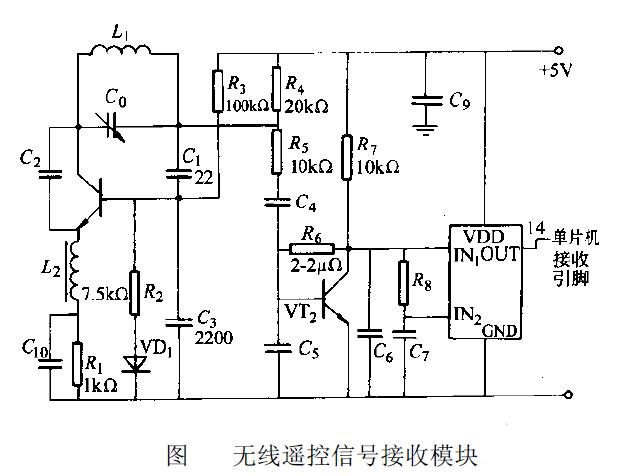 L₁
C₀
R₃
100kΩ
R₄
20kΩ
+5V
C₉
C₂
C₁
22
R₅
10kΩ
R₇
10kΩ
C₄
R₆
2-2μΩ
14
单片机
接收
引脚
VDD
IN₁OUT
IN₂
GND
L₂
7.5kΩ
R₂
R₈
VT₂
C₃
2200
C₁₀
R₁
1kΩ
VD₁
C₅
C₆
C₇
图 无线遥控信号接收模块